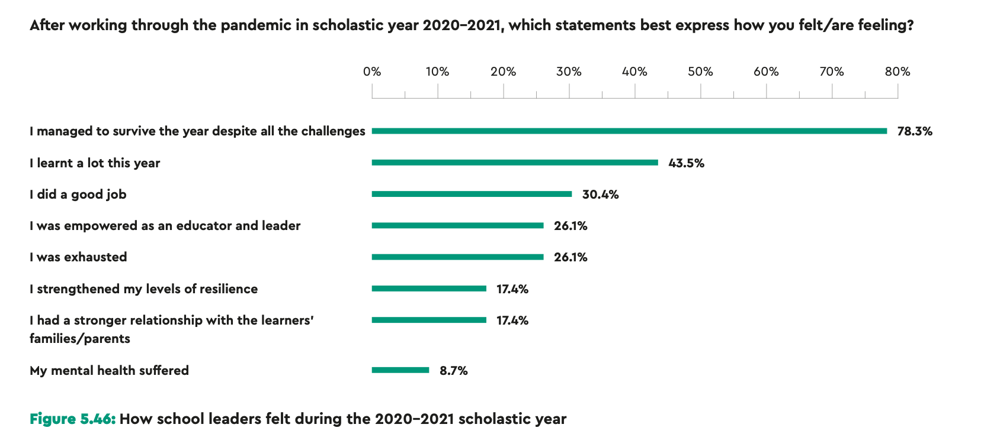 After working through the pandemic in scholastic year 2020–2021, which statements best express how you felt/are feeling?
0% 10% 20% 30% 40% 50% 60% 70% 80%
I managed to survive the year despite all the challenges 78.3%
I learnt a lot this year 43.5%
I did a good job 30.4%
I was empowered as an educator and leader 26.1%
I was exhausted 26.1%
I strengthened my levels of resilience 17.4%
I had a stronger relationship with the learners' 17.4%
families/parents
My mental health suffered 8.7%
Figure 5.46: How school leaders felt during the 2020–2021 scholastic year